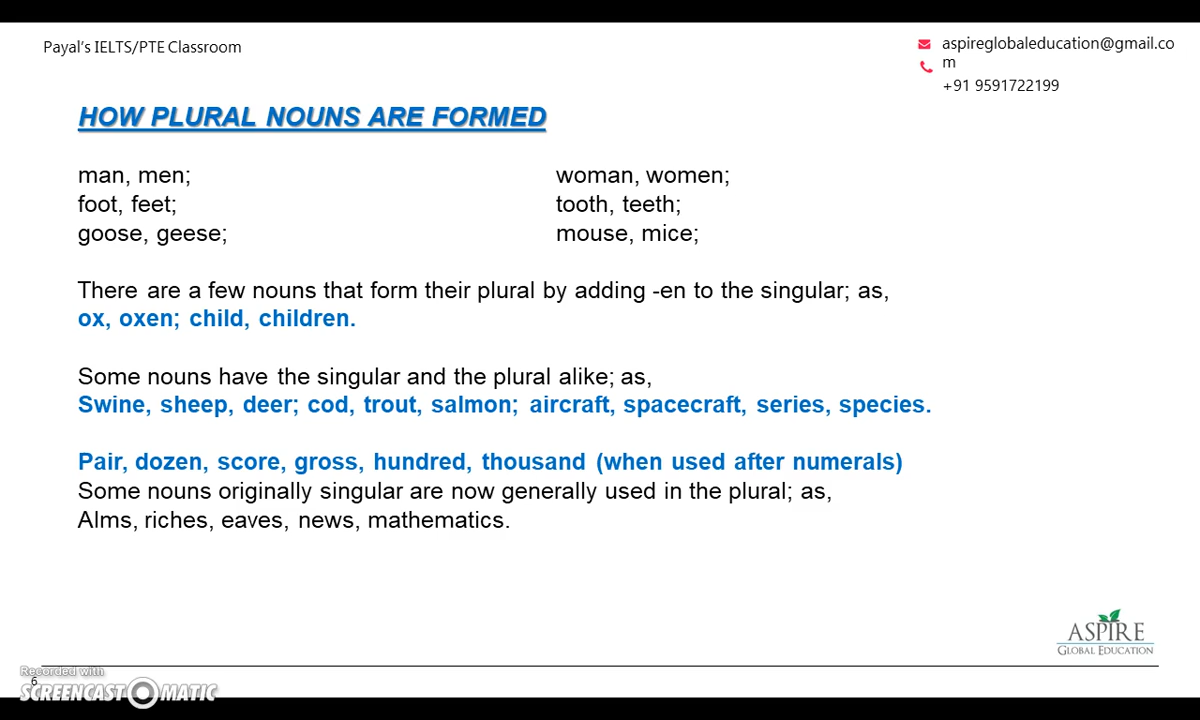 Payal's IELTS/PTE Classroom
aspireglobaleducation@gmail.co
m
+91 9591722199
HOW PLURAL NOUNS ARE FORMED
man, men; woman, women;
foot, feet; tooth, teeth;
goose, geese; mouse, mice;
There are a few nouns that form their plural by adding -en to the singular; as,
ox, oxen; child, children.
Some nouns have the singular and the plural alike; as,
Swine, sheep, deer; cod, trout, salmon; aircraft, spacecraft, series, species.
Pair, dozen, score, gross, hundred, thousand (when used after numerals)
Some nouns originally singular are now generally used in the plural; as,
Alms, riches, eaves, news, mathematics.
ASPIRE
GLOBAL EDUCATION
Recorded with
6
SCREENCAST MATIC